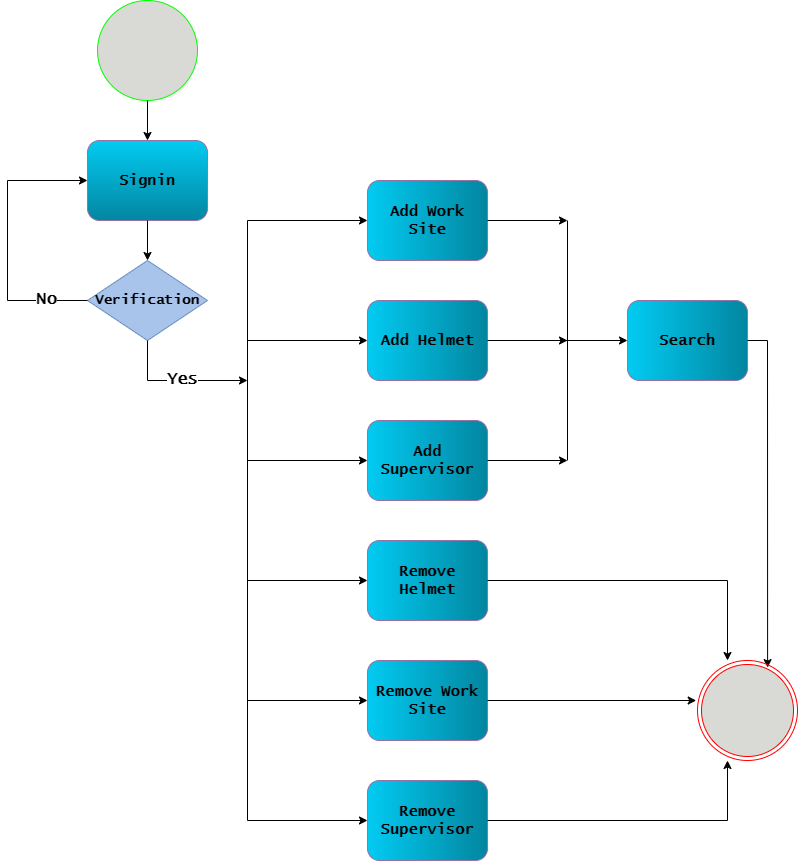 Signin
Verification
No
Yes
Add Work
Site
Add Helmet
Add
Supervisor
Search
Remove
Helmet
Remove Work
Site
Remove
Supervisor